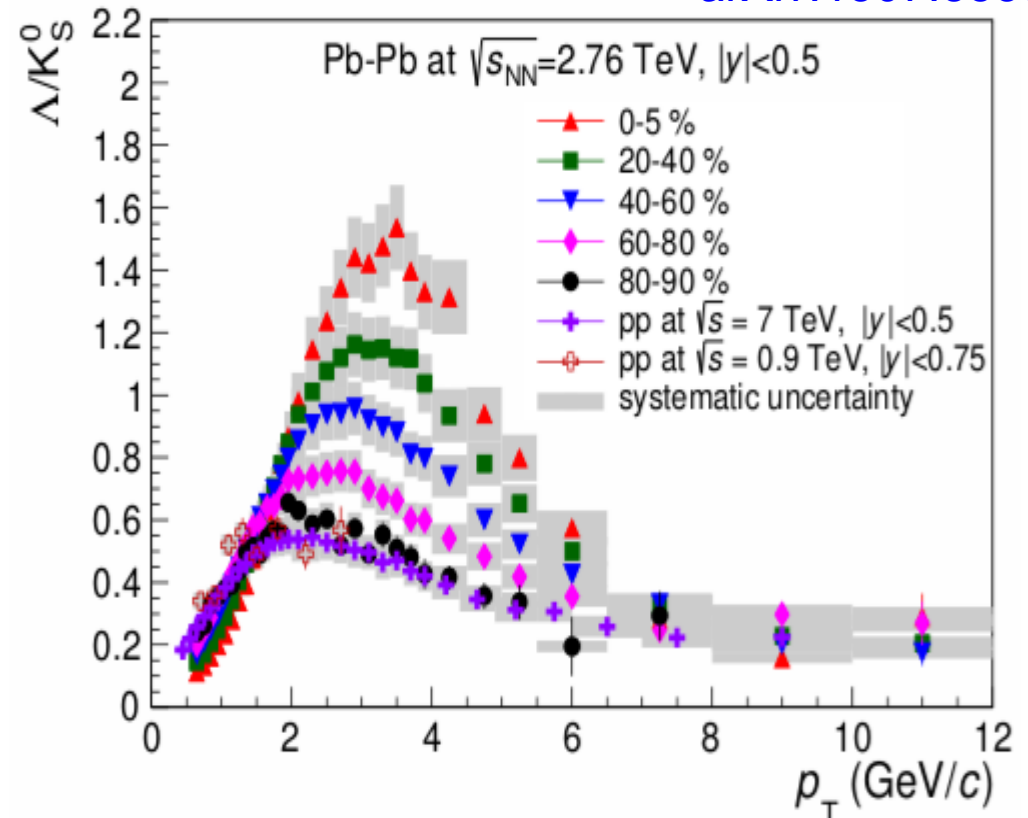 Pb-Pb at √s_NN=2.76 TeV, |y|<0.5
0-5 %
20-40 %
40-60 %
60-80 %
80-90 %
pp at √s = 7 TeV, |y|<0.5
pp at √s = 0.9 TeV, |y|<0.75
systematic uncertainty
Λ/K⁰_S
2.2
2
1.8
1.6
1.4
1.2
1
0.8
0.6
0.4
0.2
0
0 2 4 6 8 10 12
p_T (GeV/c)